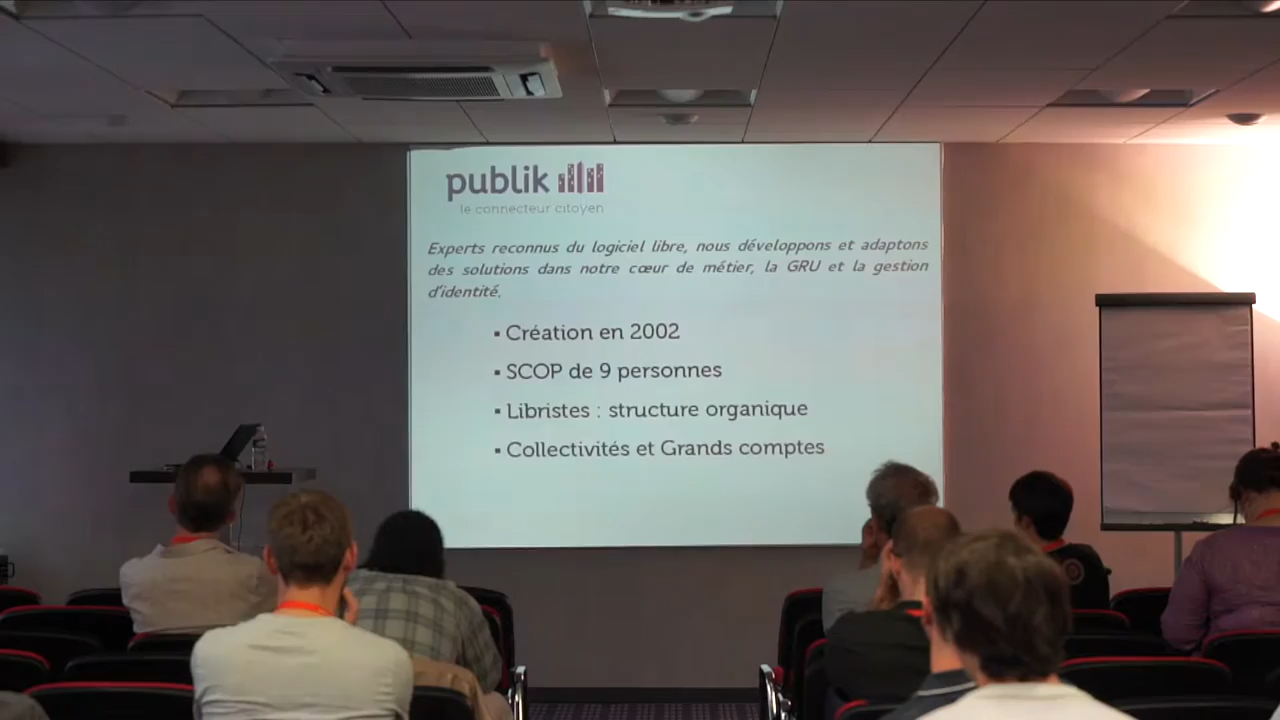 publik
le connecteur citoyen
Experts reconnus du logiciel libre, nous développons et adaptons
des solutions dans notre cœur de métier, la GRU et la gestion
d'identité.
▪ Création en 2002
▪ SCOP de 9 personnes
▪ Libristes : structure organique
▪ Collectivités et Grands comptes